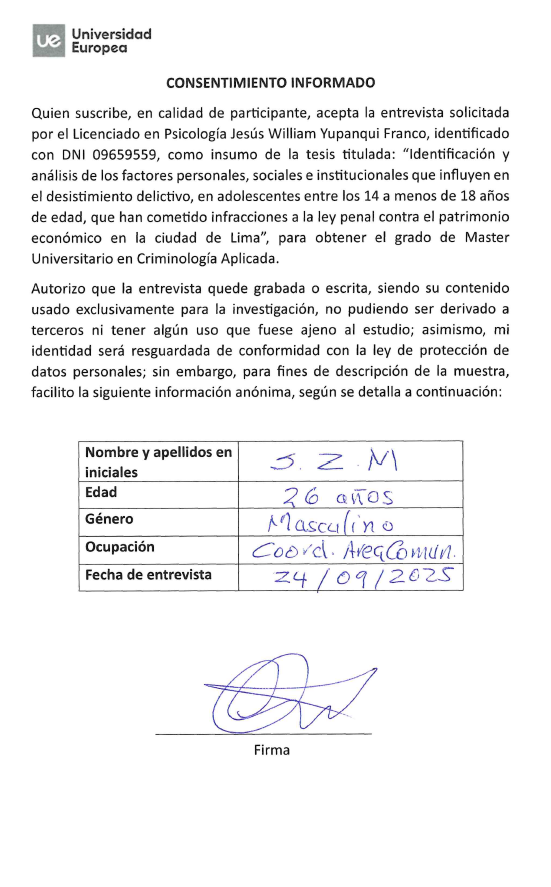 ue Universidad
Europea
CONSENTIMIENTO INFORMADO
Quien suscribe, en calidad de participante, acepta la entrevista solicitada
por el Licenciado en Psicología Jesús William Yupanqui Franco, identificado
con DNI 09659559, como insumo de la tesis titulada: “Identificación y
análisis de los factores personales, sociales e institucionales que influyen en
el desistimiento delictivo, en adolescentes entre los 14 a menos de 18 años
de edad, que han cometido infracciones a la ley penal contra el patrimonio
económico en la ciudad de Lima”, para obtener el grado de Master
Universitario en Criminología Aplicada.
Autorizo que la entrevista quede grabada o escrita, siendo su contenido
usado exclusivamente para la investigación, no pudiendo ser derivado a
terceros ni tener algún uso que fuese ajeno al estudio; asimismo, mi
identidad será resguardada de conformidad con la ley de protección de
datos personales; sin embargo, para fines de descripción de la muestra,
facilito la siguiente información anónima, según se detalla a continuación:
Nombre y apellidos en
iniciales J. Z. M
Edad 26 años
Género Masculino
Ocupación Coord. Area Comun.
Fecha de entrevista 24/09/2025
Firma